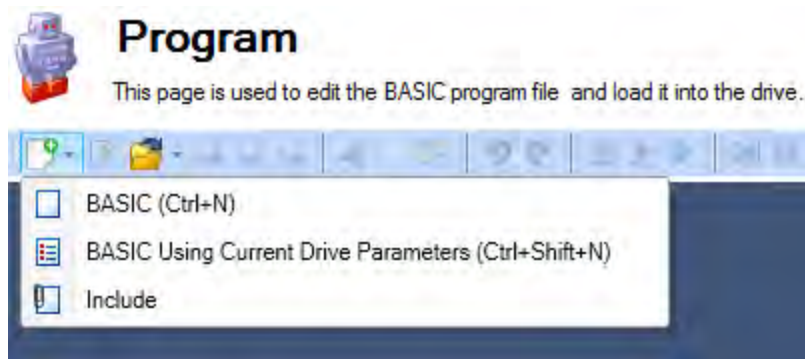 Program
This page is used to edit the BASIC program file and load it into the drive.
BASIC (Ctrl+N)
BASIC Using Current Drive Parameters (Ctrl+Shift+N)
Include